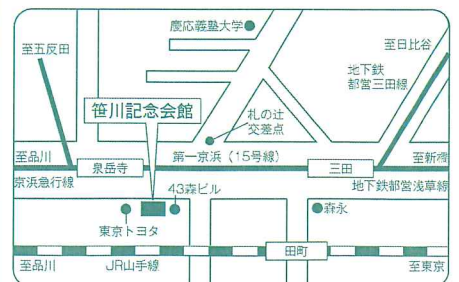 慶応義塾大学
至五反田
至日比谷
地下鉄
都営三田線
笹川記念会館
札の辻
交差点
至品川
泉岳寺
第一京浜（15号線）
三田
至新橋
京浜急行線
43森ビル
地下鉄都営浅草線
東京トヨタ
森永
田町
至品川
JR山手線
至東京